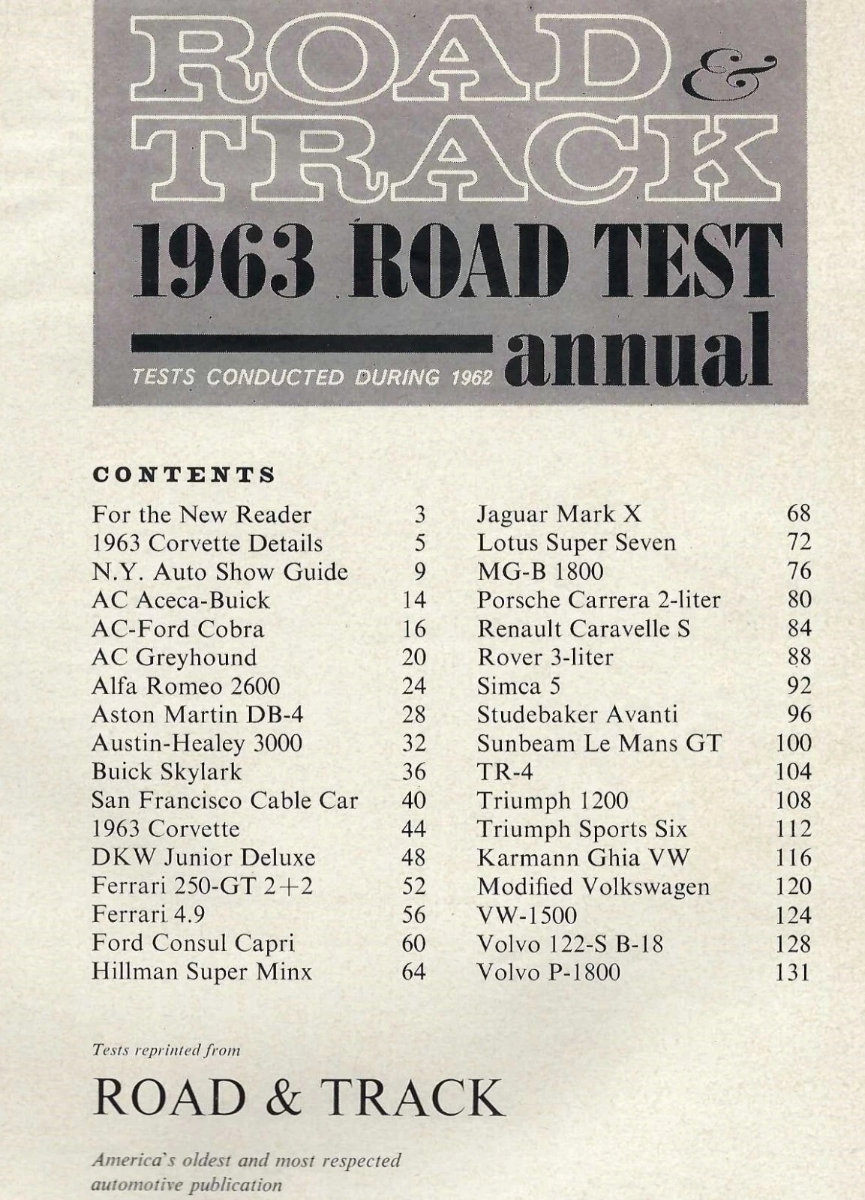 ROAD &
TRACK
1963 ROAD TEST
annual
TESTS CONDUCTED DURING 1962
CONTENTS
For the New Reader 3
1963 Corvette Details 5
N.Y. Auto Show Guide 9
AC Aceca-Buick 14
AC-Ford Cobra 16
AC Greyhound 20
Alfa Romeo 2600 24
Aston Martin DB-4 28
Austin-Healey 3000 32
Buick Skylark 36
San Francisco Cable Car 40
1963 Corvette 44
DKW Junior Deluxe 48
Ferrari 250-GT 2+2 52
Ferrari 4.9 56
Ford Consul Capri 60
Hillman Super Minx 64
Jaguar Mark X 68
Lotus Super Seven 72
MG-B 1800 76
Porsche Carrera 2-liter 80
Renault Caravelle S 84
Rover 3-liter 88
Simca 5 92
Studebaker Avanti 96
Sunbeam Le Mans GT 100
TR-4 104
Triumph 1200 108
Triumph Sports Six 112
Karmann Ghia VW 116
Modified Volkswagen 120
VW-1500 124
Volvo 122-S B-18 128
Volvo P-1800 131
Tests reprinted from
ROAD & TRACK
America's oldest and most respected
automotive publication